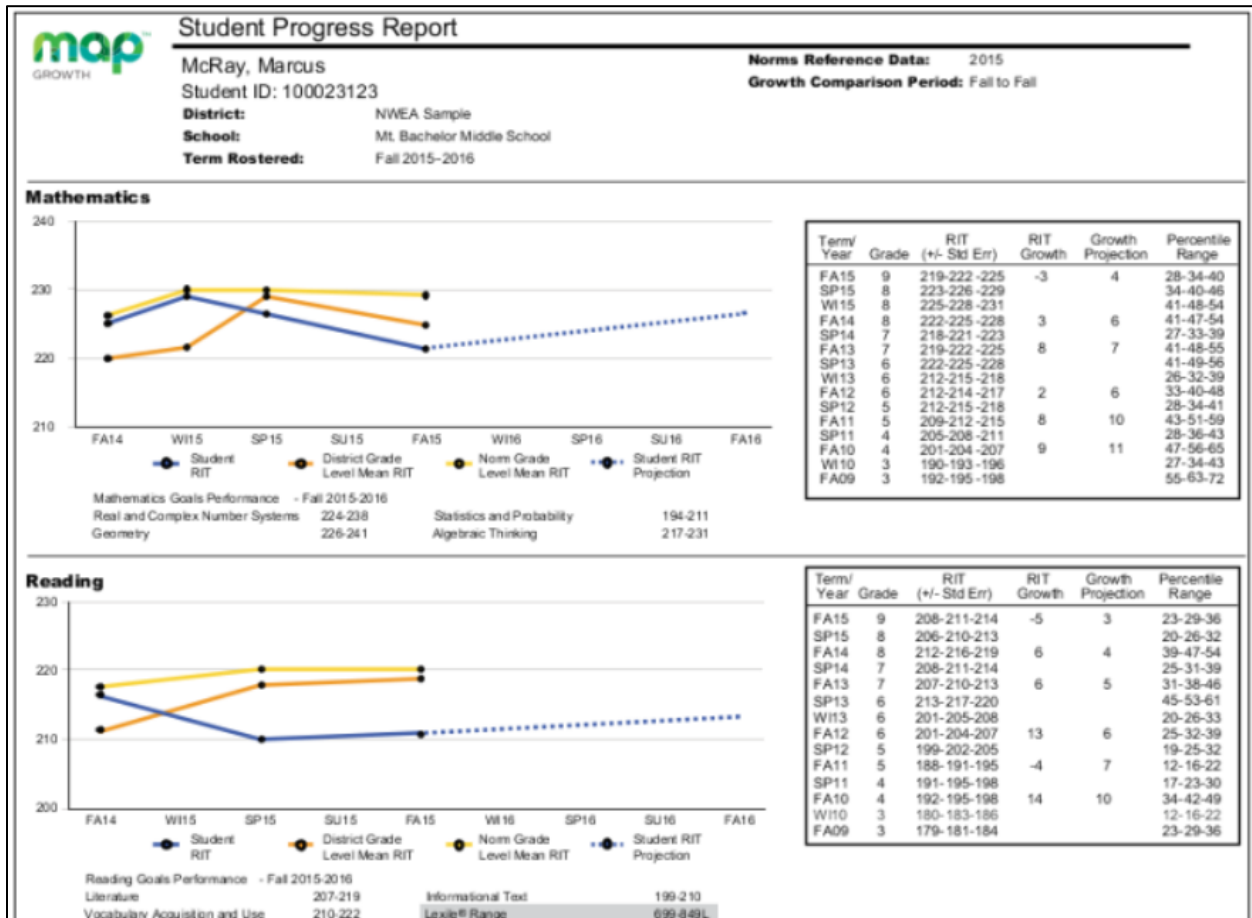 map™
GROWTH
Student Progress Report
McRay, Marcus
Student ID: 100023123
District: NWEA Sample
School: Mt. Bachelor Middle School
Term Rostered: Fall 2015-2016
Norms Reference Data: 2015
Growth Comparison Period: Fall to Fall
Mathematics
240
230
220
210
FA14 WI15 SP15 SU15 FA15 WI16 SP16 SU16 FA16
Student RIT
District Grade Level Mean RIT
Norm Grade Level Mean RIT
Student RIT Projection
Mathematics Goals Performance - Fall 2015-2016
Real and Complex Number Systems 224-238 Statistics and Probability 194-211
Geometry 226-241 Algebraic Thinking 217-231
Term/Year Grade RIT (+/- Std Err) RIT Growth Growth Projection Percentile Range
FA15 9 219-222-225 -3 4 28-34-40
SP15 8 223-226-229 34-40-46
WI15 8 225-228-231 41-48-54
FA14 8 222-225-228 3 6 41-47-54
SP14 7 218-221-223 27-33-39
FA13 7 219-222-225 8 7 41-48-55
SP13 6 222-225-228 41-49-56
WI13 6 212-215-218 26-32-39
FA12 6 212-214-217 2 6 33-40-48
SP12 5 212-215-218 28-34-41
FA11 5 209-212-215 8 10 43-51-59
SP11 4 205-208-211 28-36-43
FA10 4 201-204-207 9 11 47-56-65
WI10 3 190-193-196 27-34-43
FA09 3 192-195-198 55-63-72
Reading
230
220
210
200
FA14 WI15 SP15 SU15 FA15 WI16 SP16 SU16 FA16
Student RIT
District Grade Level Mean RIT
Norm Grade Level Mean RIT
Student RIT Projection
Reading Goals Performance - Fall 2015-2016
Literature 207-219 Informational Text 199-210
Vocabulary Acquisition and Use 210-222 Lexile® Range 699-849L
Term/Year Grade RIT (+/- Std Err) RIT Growth Growth Projection Percentile Range
FA15 9 208-211-214 -5 3 23-29-36
SP15 8 206-210-213 20-26-32
FA14 8 212-216-219 6 4 39-47-54
SP14 7 208-211-214 25-31-39
FA13 7 207-210-213 6 5 31-38-46
SP13 6 213-217-220 45-53-61
WI13 6 201-205-208 20-26-33
FA12 6 201-204-207 13 6 25-32-39
SP12 5 199-202-205 19-25-32
FA11 5 188-191-195 -4 7 12-16-22
SP11 4 191-195-198 17-23-30
FA10 4 192-195-198 14 10 34-42-49
WI10 3 180-183-186 12-16-22
FA09 3 179-181-184 23-29-36